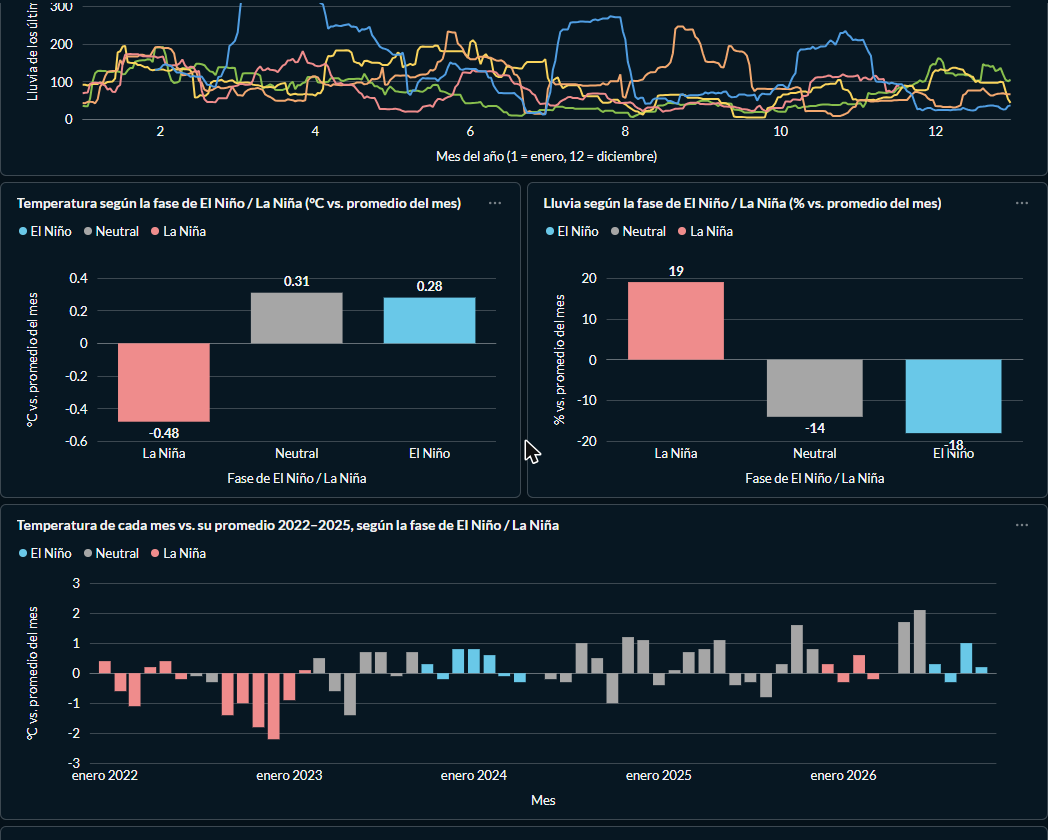 300
200
100
0
Lluvia de los últim
2 4 6 8 10 12
Mes del año (1 = enero, 12 = diciembre)
Temperatura según la fase de El Niño / La Niña (°C vs. promedio del mes)
El Niño Neutral La Niña
°C vs. promedio del mes
0.4
0.2
0
-0.2
-0.4
-0.6
-0.48
0.31
0.28
La Niña Neutral El Niño
Fase de El Niño / La Niña
Lluvia según la fase de El Niño / La Niña (% vs. promedio del mes)
El Niño Neutral La Niña
% vs. promedio del mes
20
10
0
-10
-20
19
-14
-18
La Niña Neutral El Niño
Fase de El Niño / La Niña
Temperatura de cada mes vs. su promedio 2022–2025, según la fase de El Niño / La Niña
El Niño Neutral La Niña
°C vs. promedio del mes
3
2
1
0
-1
-2
-3
enero 2022 enero 2023 enero 2024 enero 2025 enero 2026
Mes